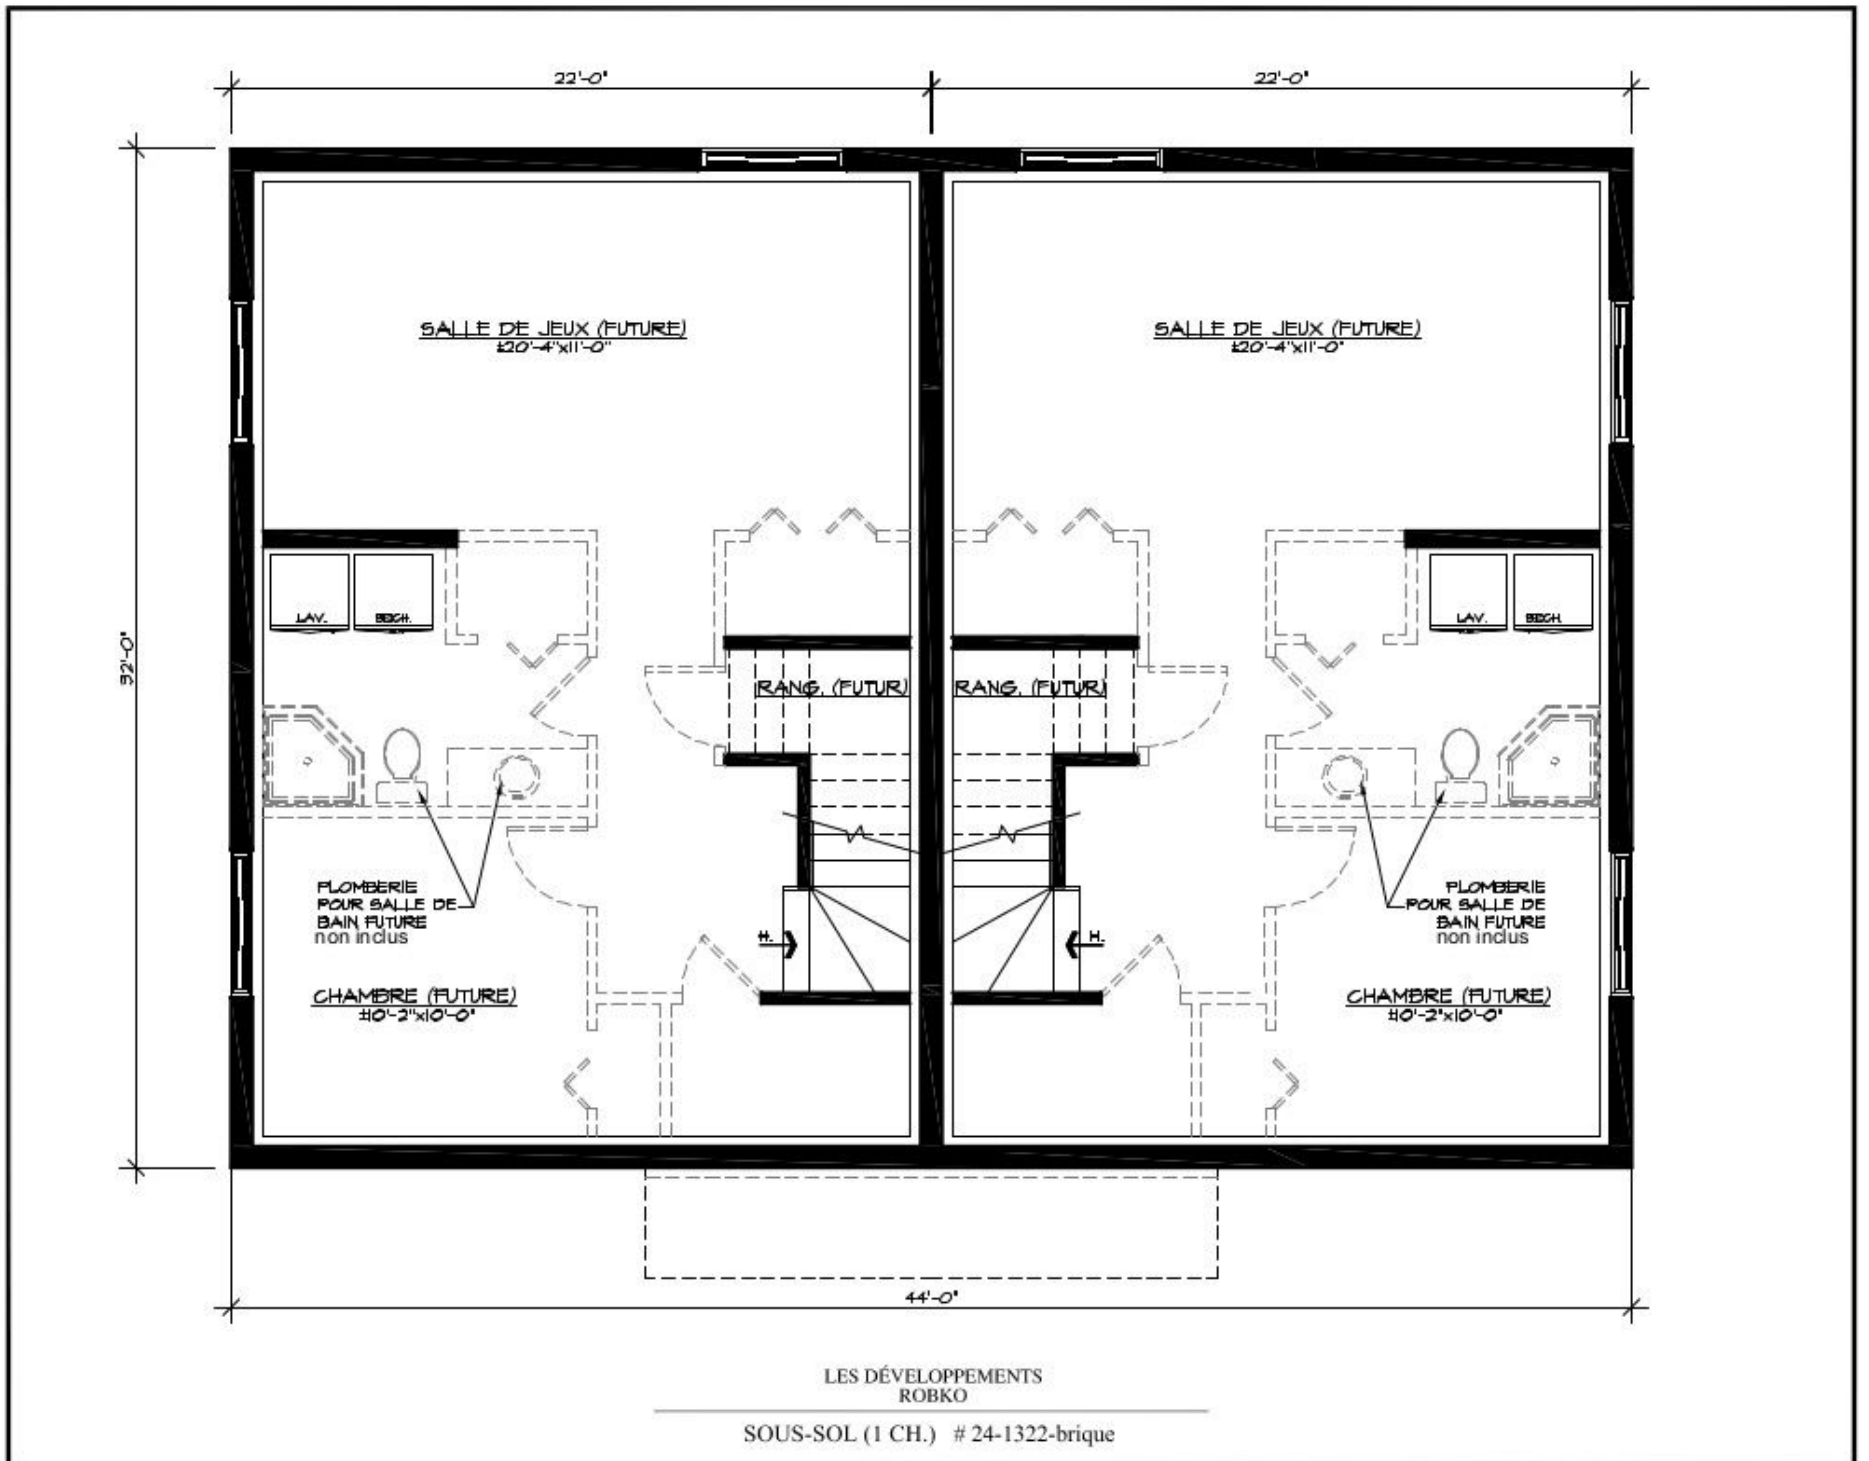 22'-0" 22'-0"
SALLE DE JEUX (FUTURE) SALLE DE JEUX (FUTURE)
±20'-4"x11'-0" ±20'-4"x11'-0"
LAV. SECH. LAV. SECH.
32'-0"
RANG. (FUTUR) RANG. (FUTUR)
PLOMBERIE
POUR SALLE DE
BAIN FUTURE
non inclus
PLOMBERIE
POUR SALLE DE
BAIN FUTURE
non inclus
H. H.
CHAMBRE (FUTURE) CHAMBRE (FUTURE)
±10'-2"x10'-0" ±10'-2"x10'-0"
44'-0"
LES DÉVELOPPEMENTS
ROBKO
SOUS-SOL (1 CH.) # 24-1322-brique